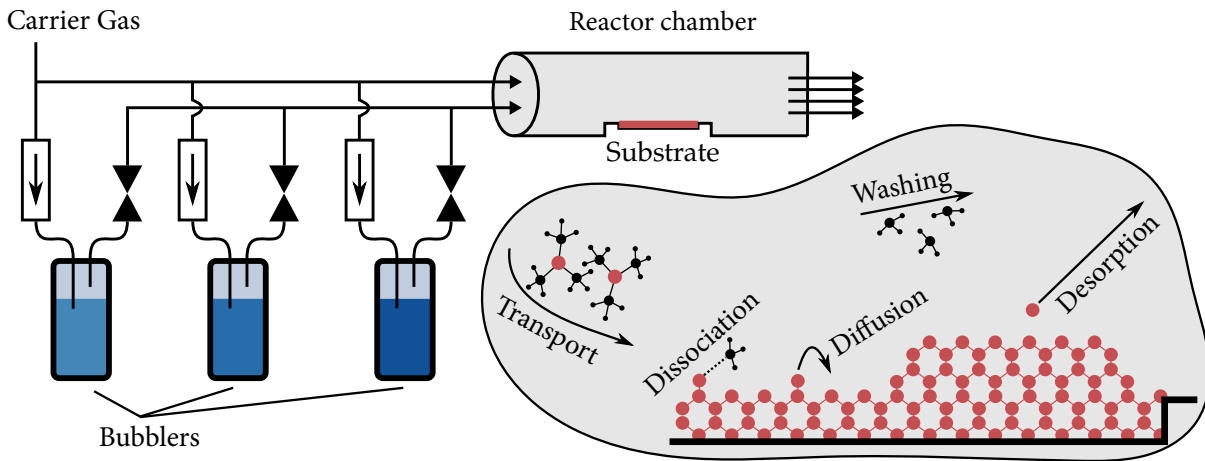 Carrier Gas
Reactor chamber
Substrate
Washing
Desorption
Transport
Dissociation
Diffusion
Bubblers